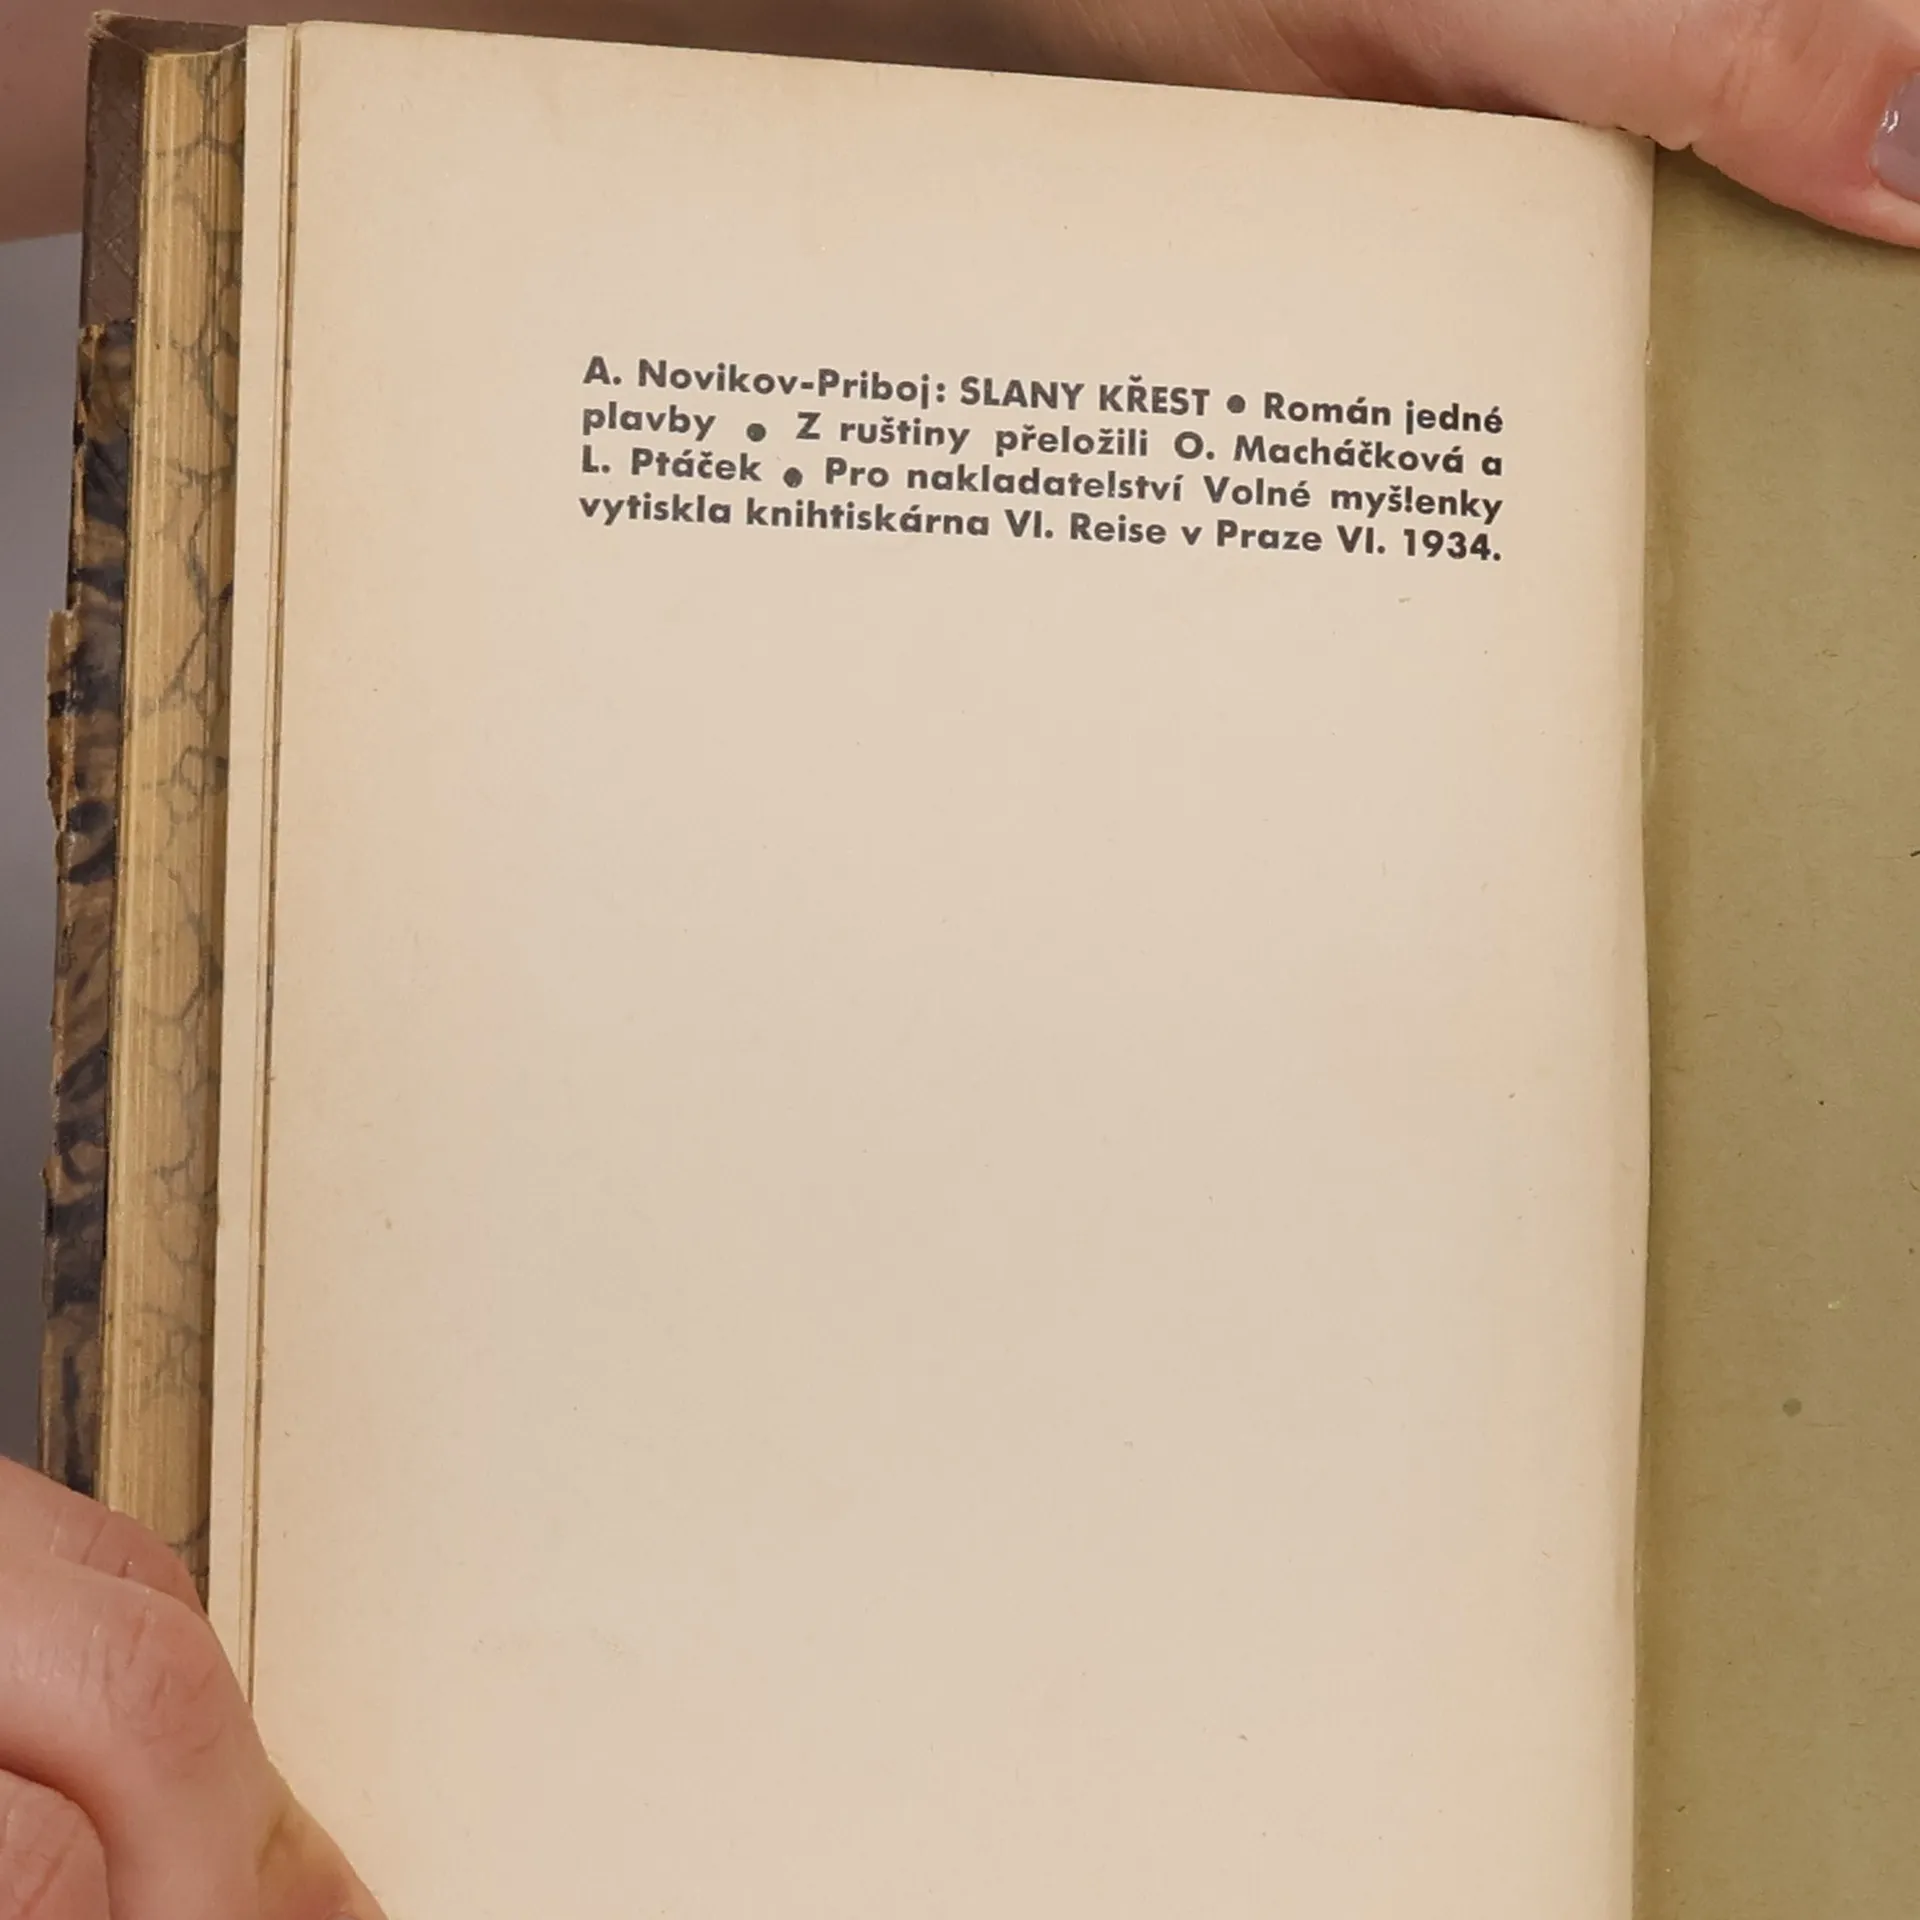 A. Novikov-Priboj: SLANY KŘEST ● Román jedné
plavby ● Z ruštiny přeložili O. Macháčková a
L. Ptáček ● Pro nakladatelství Volné myšlenky
vytiskla knihtiskárna Vl. Reise v Praze VI. 1934.